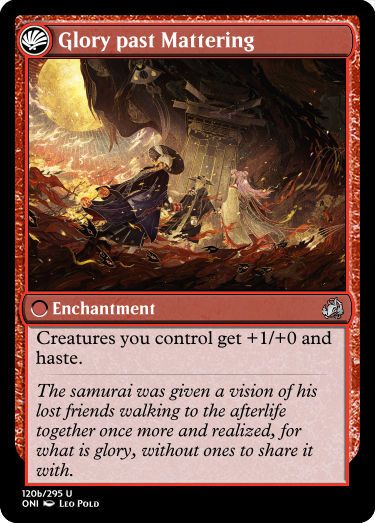 Glory past Mattering
Enchantment
Creatures you control get +1/+0 and
haste.
The samurai was given a vision of his
lost friends walking to the afterlife
together once more and realized, for
what is glory, without ones to share it
with.
120b/295 U
ONI Leo Pold